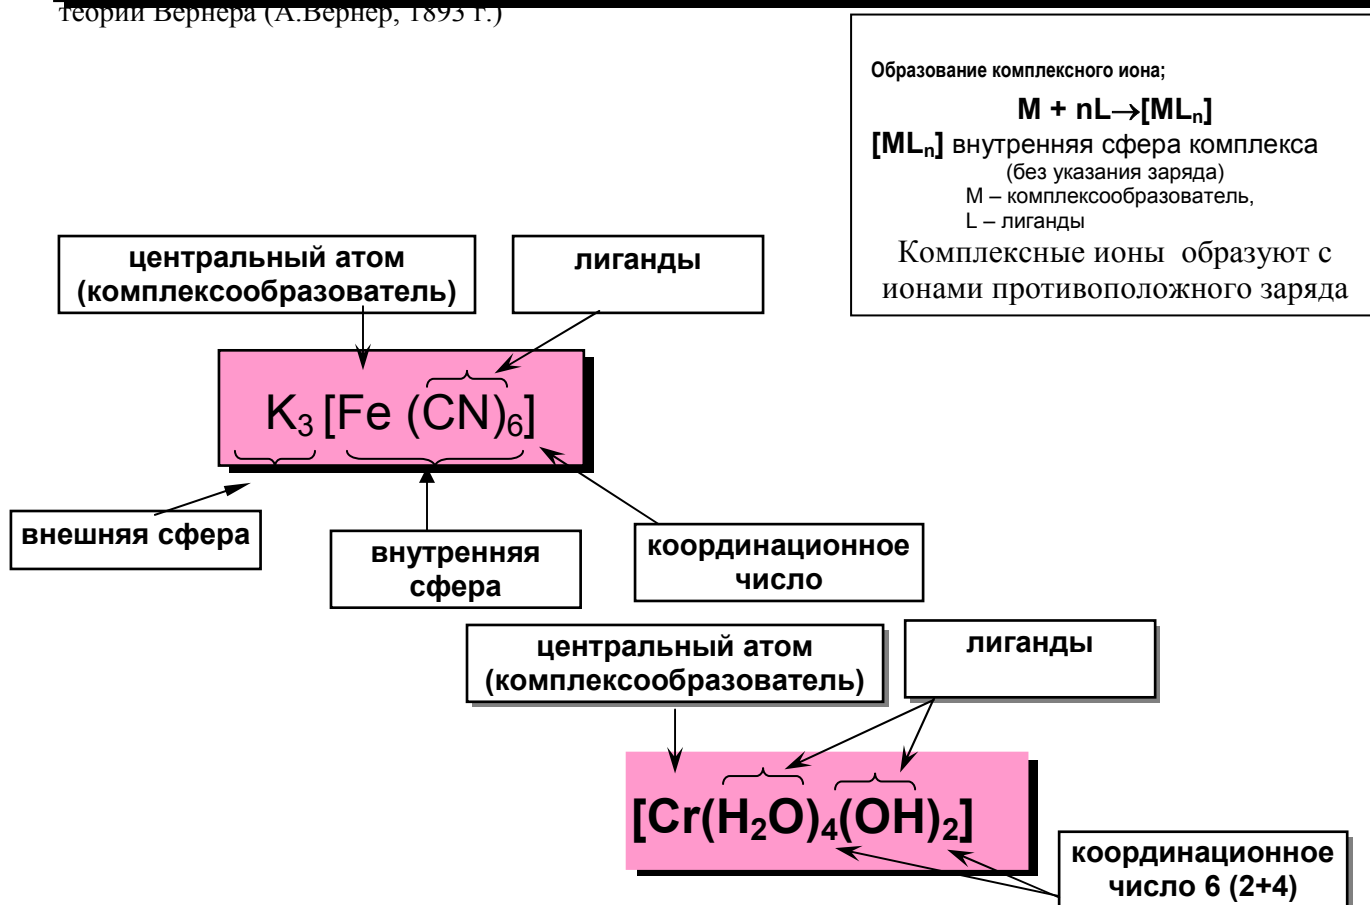 теории Вернера (А.Вернер, 1893 г.)
Образование комплексного иона;
M + nL→[MLₙ]
[MLₙ] внутренняя сфера комплекса
(без указания заряда)
М – комплексообразователь,
L – лиганды
Комплексные ионы образуют с
ионами противоположного заряда
центральный атом
(комплексообразователь)
лиганды
K₃ [Fe (CN)₆]
внешняя сфера
внутренняя
сфера
координационное
число
центральный атом
(комплексообразователь)
лиганды
[Cr(H₂O)₄(OH)₂]
координационное
число 6 (2+4)